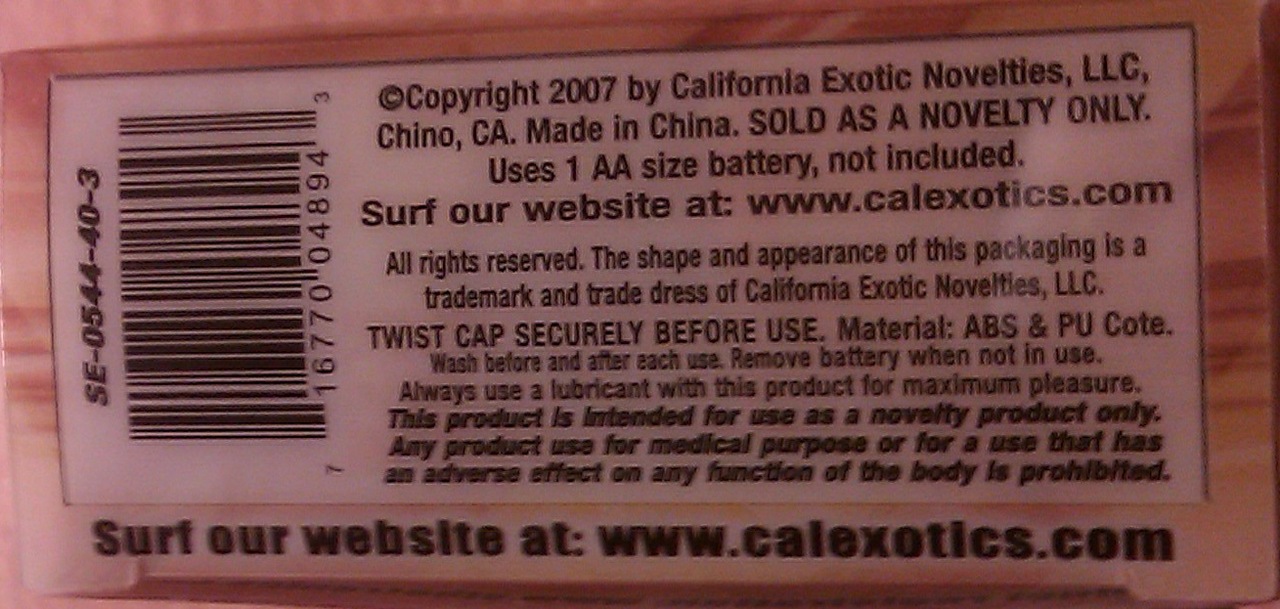 SE-0544-40-3
7 16770 04894 3
©Copyright 2007 by California Exotic Novelties, LLC,
Chino, CA. Made in China. SOLD AS A NOVELTY ONLY.
Uses 1 AA size battery, not included.
Surf our website at: www.calexotics.com
All rights reserved. The shape and appearance of this packaging is a
trademark and trade dress of California Exotic Novelties, LLC.
TWIST CAP SECURELY BEFORE USE. Material: ABS & PU Cote.
Wash before and after each use. Remove battery when not in use.
Always use a lubricant with this product for maximum pleasure.
This product is intended for use as a novelty product only.
Any product use for medical purpose or for a use that has
an adverse effect on any function of the body is prohibited.
Surf our website at: www.calexotics.com